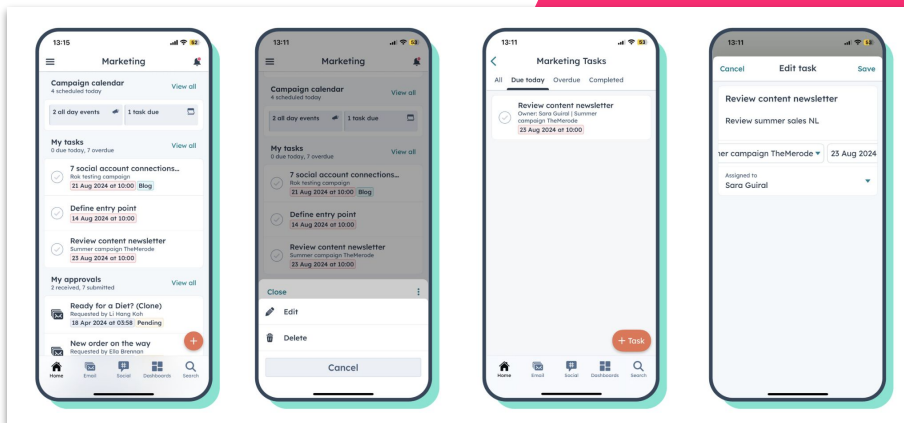 13:15
52
Marketing
Campaign calendar
4 scheduled today
View all
2 all day events
1 task due
My tasks
0 due today, 7 overdue
View all
7 social account connections...
Rok testing campaign
21 Aug 2024 at 10:00 Blog
Define entry point
14 Aug 2024 at 10:00
Review content newsletter
Summer campaign TheMerode
23 Aug 2024 at 10:00
My approvals
2 received, 7 submitted
View all
Ready for a Diet? (Clone)
Requested by Li Hang Koh
18 Apr 2024 at 03:58 Pending
New order on the way
Requested by Ella Brennan
+
Home Email Social Dashboards Search
13:11
53
Marketing
Campaign calendar
4 scheduled today
View all
2 all day events
1 task due
My tasks
0 due today, 7 overdue
View all
7 social account connections...
Rok testing campaign
21 Aug 2024 at 10:00 Blog
Define entry point
14 Aug 2024 at 10:00
Review content newsletter
Summer campaign TheMerode
23 Aug 2024 at 10:00
Close
Edit
Delete
Cancel
13:11
53
Marketing Tasks
All Due today Overdue Completed
Review content newsletter
Owner: Sara Guiral | Summer
campaign TheMerode
23 Aug 2024 at 10:00
+ Task
Home Email Social Dashboards Search
13:11
53
Cancel Edit task Save
Review content newsletter
Review summer sales NL
ner campaign TheMerode 23 Aug 2024
Assigned to
Sara Guiral